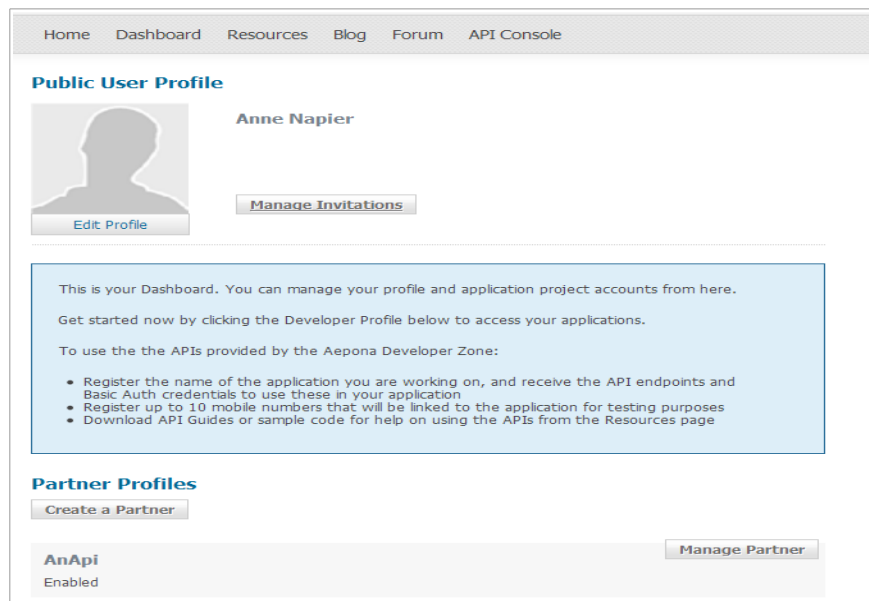 Home Dashboard Resources Blog Forum API Console
Public User Profile
Anne Napier
Manage Invitations
Edit Profile
This is your Dashboard. You can manage your profile and application project accounts from here.
Get started now by clicking the Developer Profile below to access your applications.
To use the the APIs provided by the Aepona Developer Zone:
• Register the name of the application you are working on, and receive the API endpoints and
Basic Auth credentials to use these in your application
• Register up to 10 mobile numbers that will be linked to the application for testing purposes
• Download API Guides or sample code for help on using the APIs from the Resources page
Partner Profiles
Create a Partner
Manage Partner
AnApi
Enabled